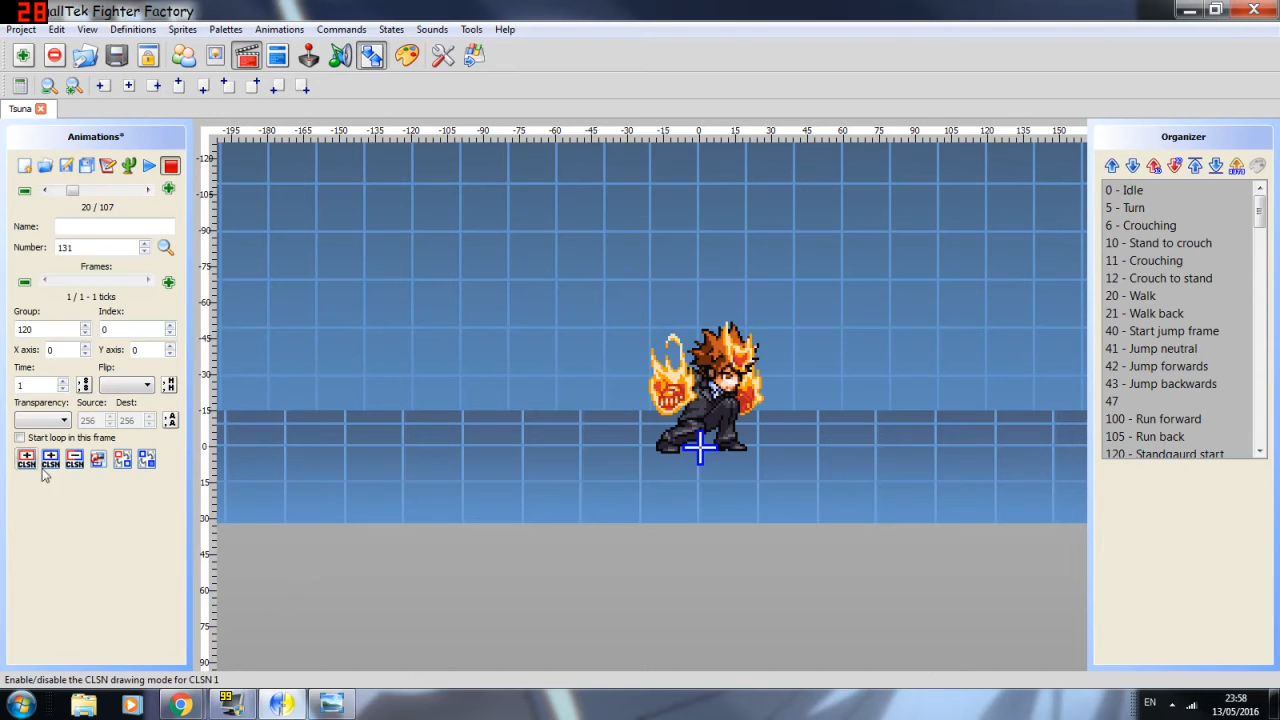 28 allTek Fighter Factory
Project Edit View Definitions Sprites Palettes Animations Commands States Sounds Tools Help
Tsuna
Animations*
20 / 107
Name:
Number: 131
Frames:
1 / 1 - 1 ticks
Group: Index:
120 0
X axis: 0 Y axis: 0
Time: Flip:
1
Transparency: Source: Dest:
256 256
Start loop in this frame
CLSN CLSN CLSN
-195 -180 -165 -150 -135 -120 -105 -90 -75 -60 -45 -30 -15 0 15 30 45 60 75 90 105 120 135 150
-120
-105
-90
-75
-60
-45
-30
-15
0
15
30
45
60
75
90
Organizer
0 - Idle
5 - Turn
6 - Crouching
10 - Stand to crouch
11 - Crouching
12 - Crouch to stand
20 - Walk
21 - Walk back
40 - Start jump frame
41 - Jump neutral
42 - Jump forwards
43 - Jump backwards
47
100 - Run forward
105 - Run back
120 - Standgaurd start
Enable/disable the CLSN drawing mode for CLSN 1
99
EN
23:58
13/05/2016